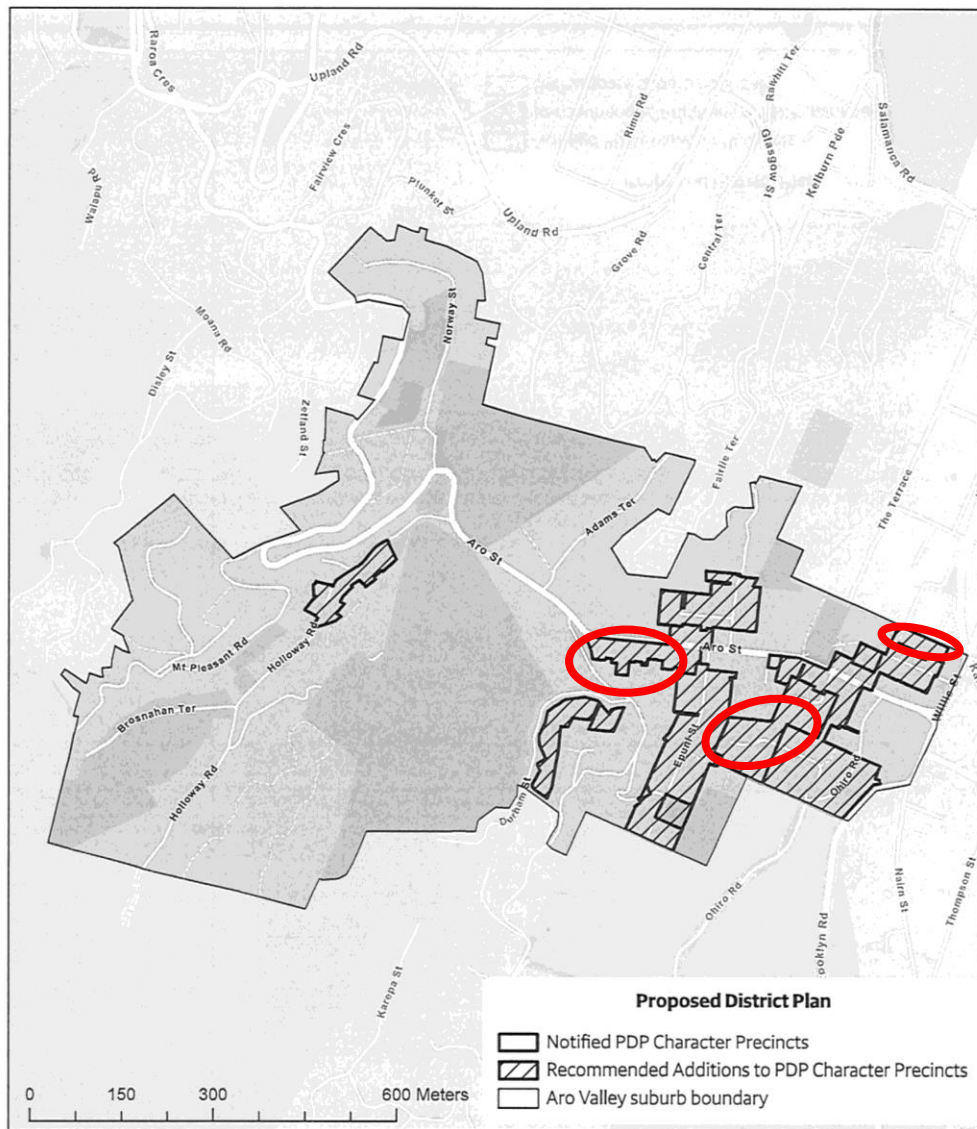 Raroa Cres
Upland Rd
Rawhiti Ter
Rimu Rd
Salamanca Rd
Glasgow St
Kelburn Pde
Fairview Cres
Waiapu Rd
Plunket St
Upland Rd
Grove Rd
Central Ter
Norway St
Moana Rd
Disley St
Zetland St
Fairlie Ter
The Terrace
Adams Ter
Aro St
Aro St
Mt Pleasant Rd
Holloway Rd
Willis St
Brosnahan Ter
Epuni St
Ohiro Rd
Holloway Rd
Durham St
Ohiro Rd
Nairn St
Thompson St
ooklyn Rd
Karepa St
Proposed District Plan
Notified PDP Character Precincts
Recommended Additions to PDP Character Precincts
Aro Valley suburb boundary
0 150 300 600 Meters